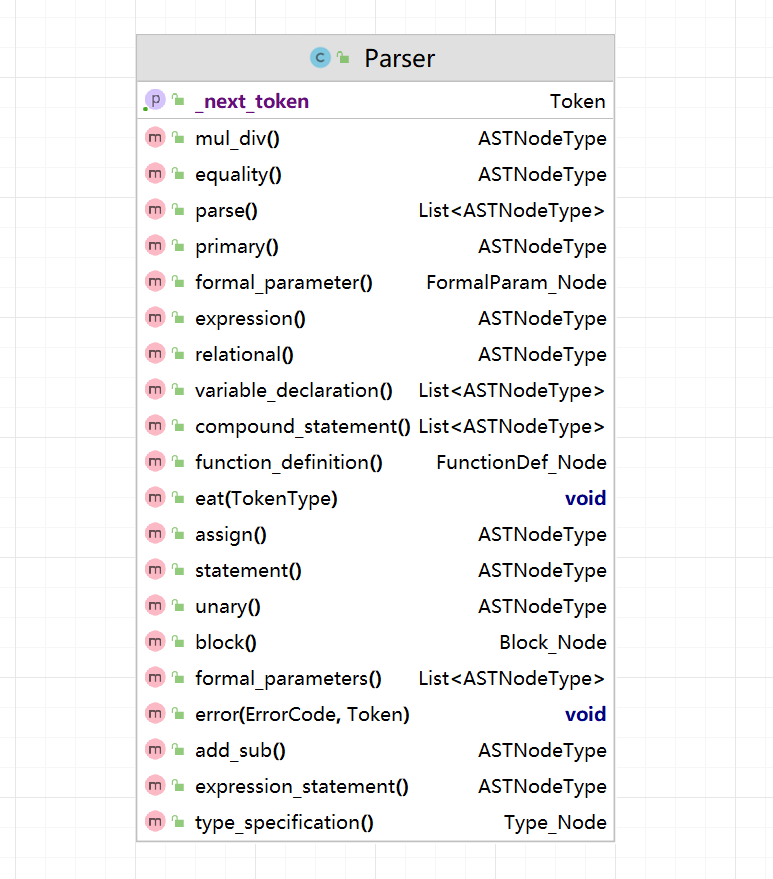 C Parser
p _next_token Token
m mul_div() ASTNodeType
m equality() ASTNodeType
m parse() List<ASTNodeType>
m primary() ASTNodeType
m formal_parameter() FormalParam_Node
m expression() ASTNodeType
m relational() ASTNodeType
m variable_declaration() List<ASTNodeType>
m compound_statement() List<ASTNodeType>
m function_definition() FunctionDef_Node
m eat(TokenType) void
m assign() ASTNodeType
m statement() ASTNodeType
m unary() ASTNodeType
m block() Block_Node
m formal_parameters() List<ASTNodeType>
m error(ErrorCode, Token) void
m add_sub() ASTNodeType
m expression_statement() ASTNodeType
m type_specification() Type_Node